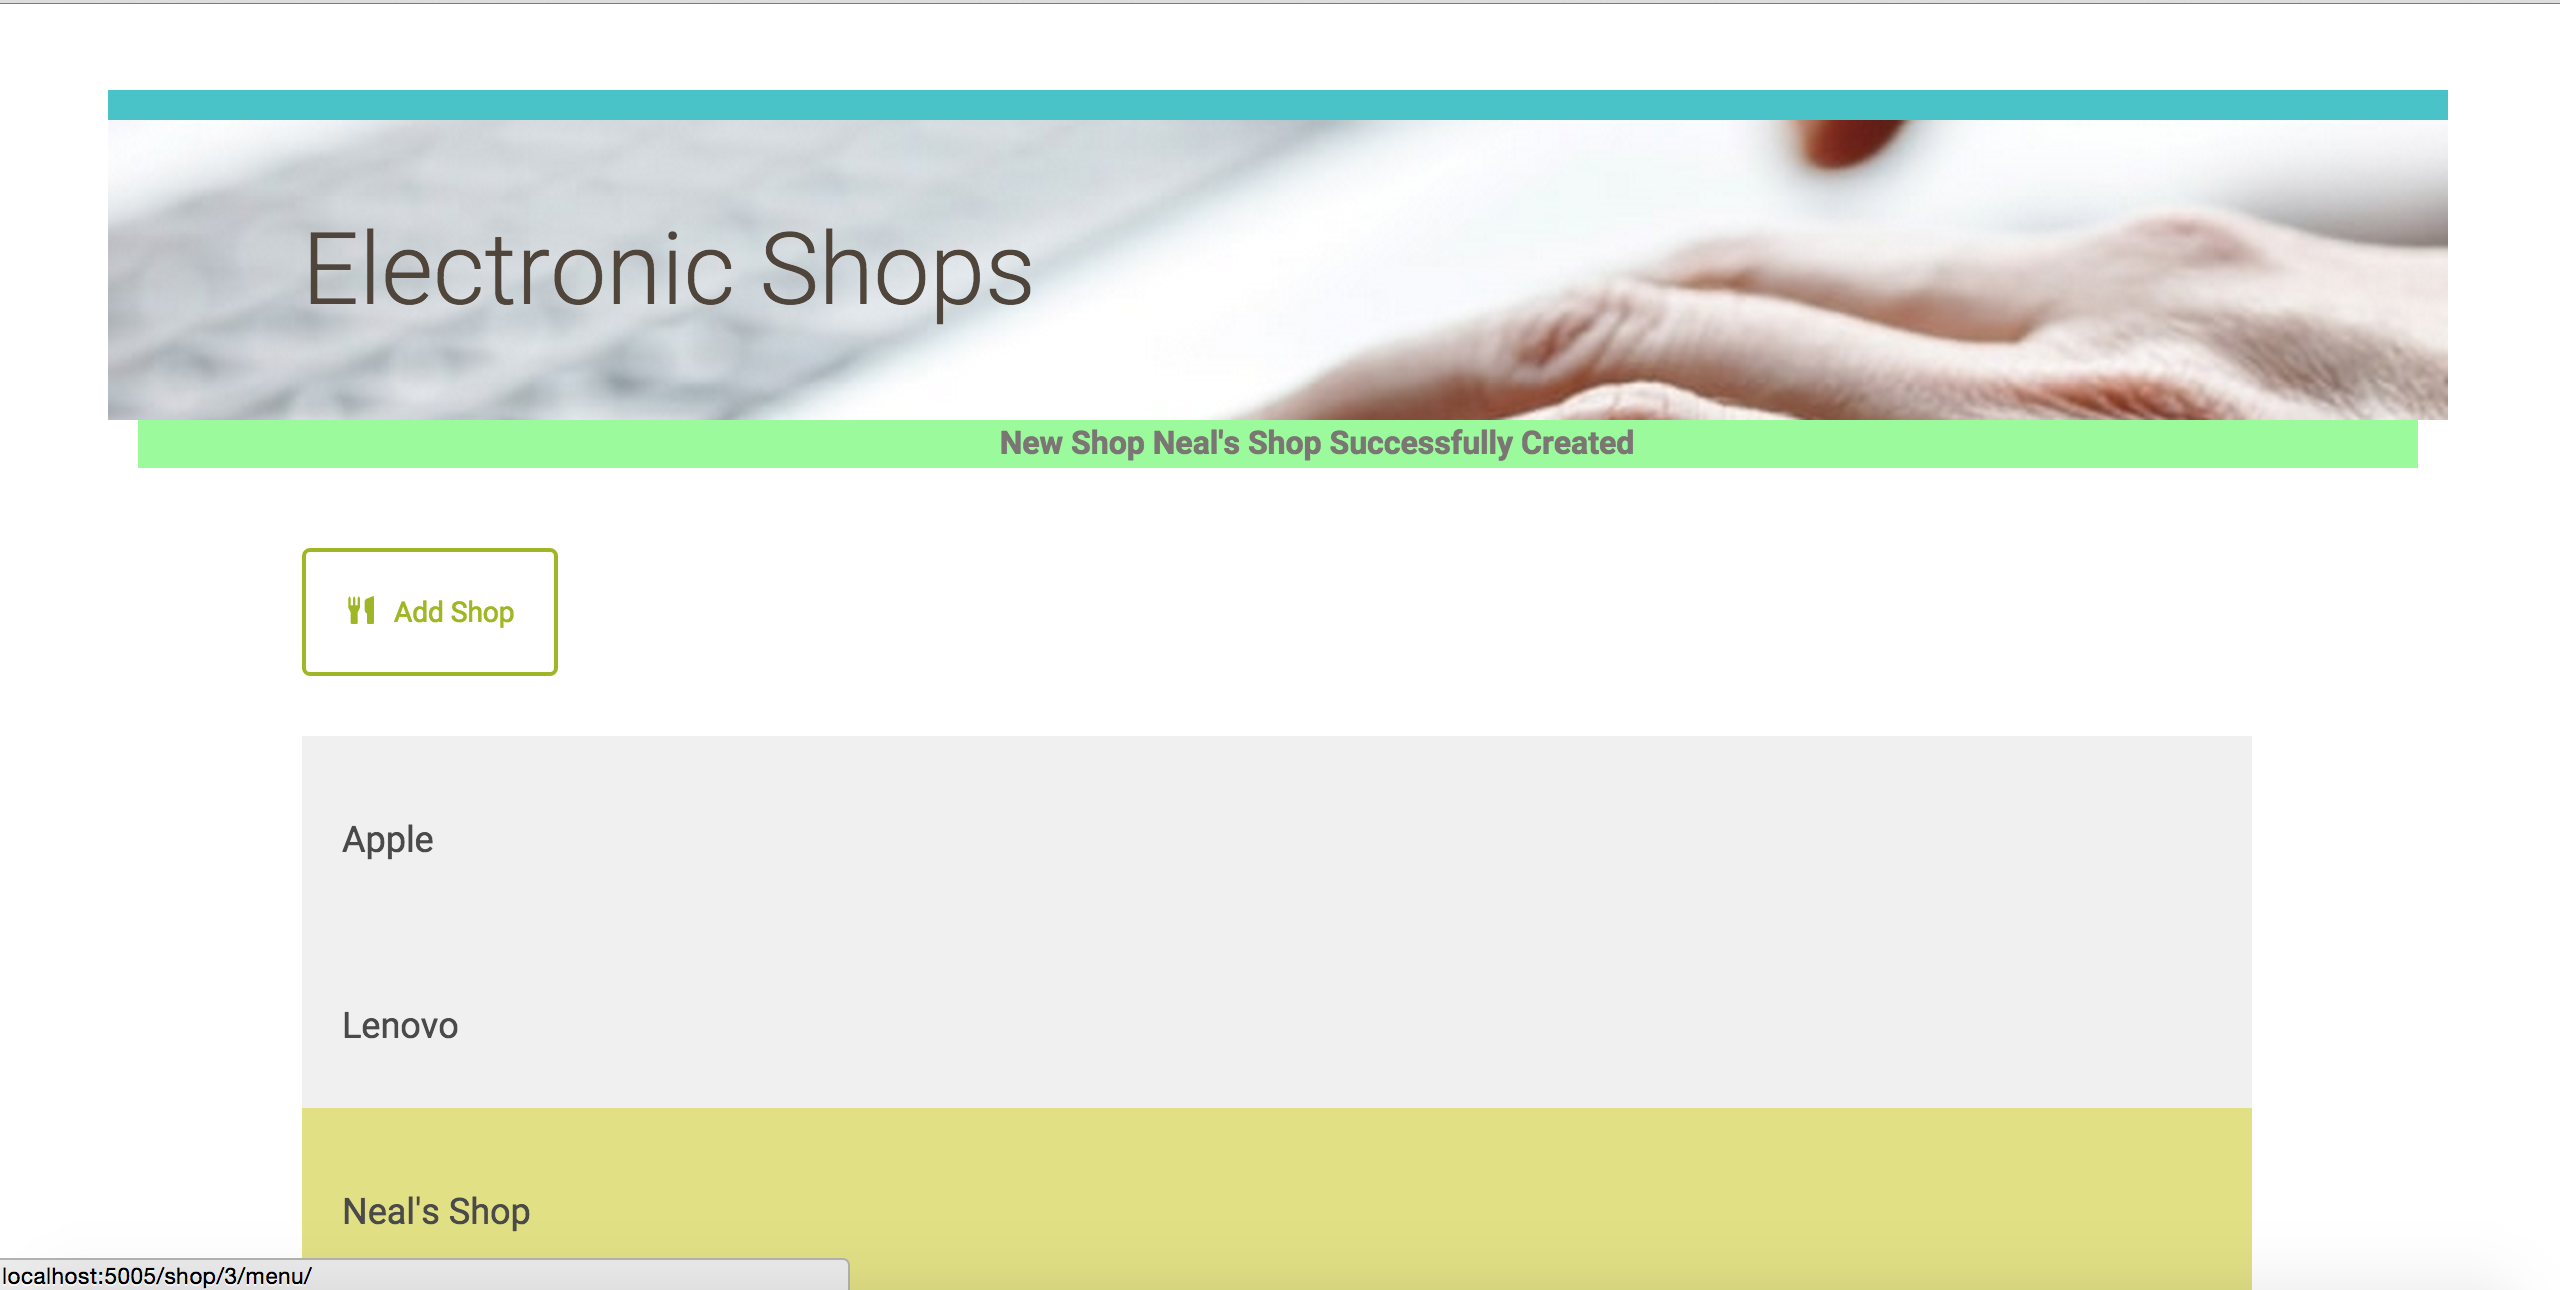 Electronic Shops
New Shop Neal's Shop Successfully Created
Add Shop
Apple
Lenovo
Neal's Shop
localhost:5005/shop/3/menu/